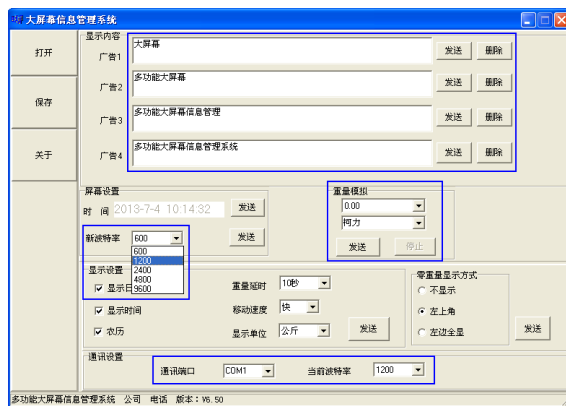 大屏幕信息管理系统
打开
保存
关于
显示内容
广告1 大屏幕 发送 删除
广告2 多功能大屏幕 发送 删除
广告3 多功能大屏幕信息管理 发送 删除
广告4 多功能大屏幕信息管理系统 发送 删除
屏幕设置
时 间 2013-7-4 10:14:32 发送
新波特率 600 发送
600
1200
2400
4800
9600
重量模拟
0.00
柯力
发送 停止
显示设置
显示日
显示时间
农历
重量延时 10秒
移动速度 快
显示单位 公斤 发送
零重量显示方式
不显示
左上角
左边全显 发送
通讯设置
通讯端口 COM1 当前波特率 1200
多功能大屏幕信息管理系统 公司 电话 版本：V6.50